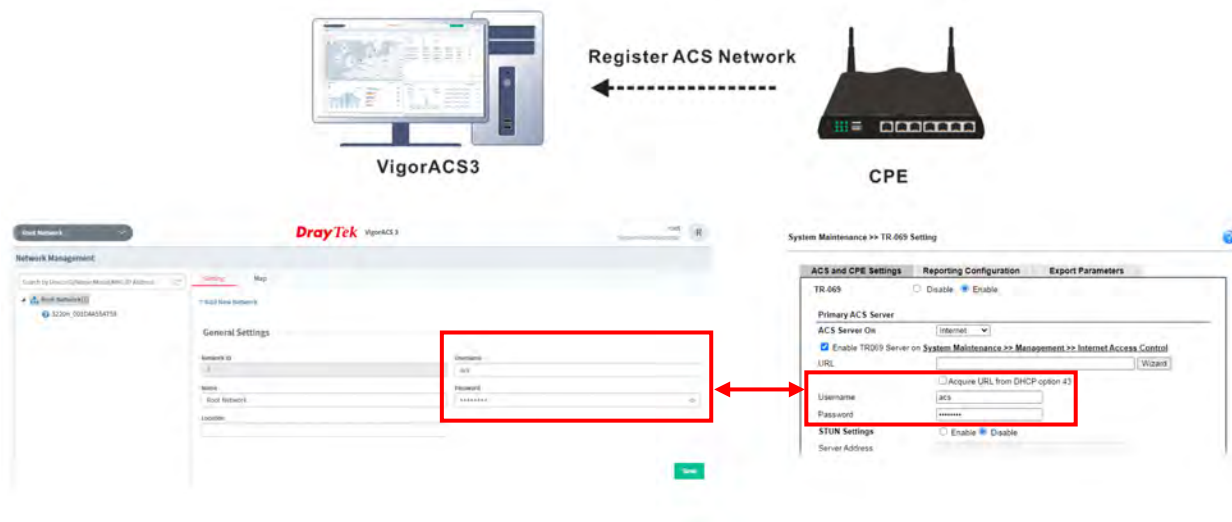 Register ACS Network
VigorACS3
CPE
Root Network
DrayTek VigorACS 3
R
Network Management
Setting Map
+ Add New Network
Root Network
General Settings
Network ID
Name
Root Network
Location
Username
acs
Password
********
Save
System Maintenance >> TR-069 Setting
ACS and CPE Settings Reporting Configuration Export Parameters
TR-069 Disable Enable
Primary ACS Server
ACS Server On Internet
Enable TR069 Server on System Maintenance >> Management >> Internet Access Control
URL Wizard
Acquire URL from DHCP option 43
Username acs
Password ********
STUN Settings Enable Disable
Server Address